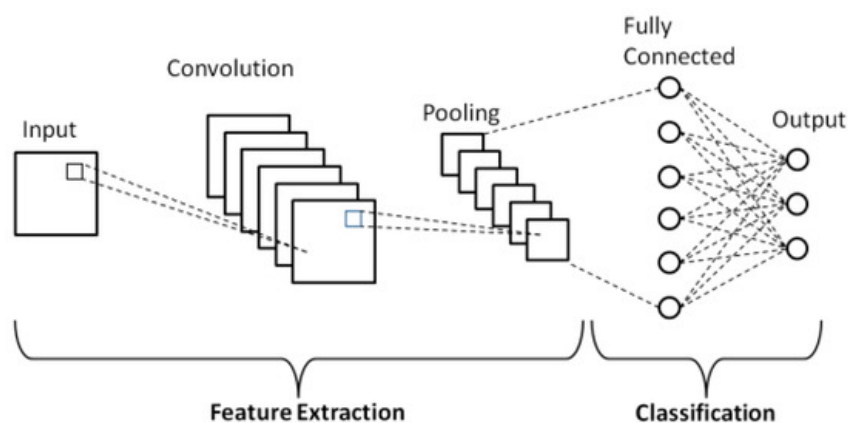 Input
Convolution
Pooling
Fully
Connected
Output
Feature Extraction
Classification